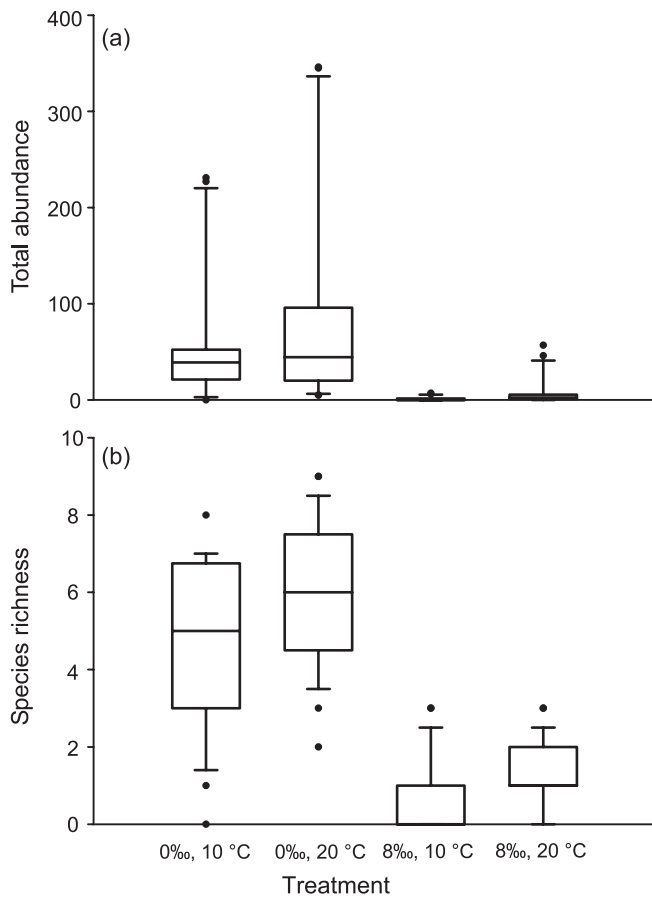 (a)
400
300
200
100
0
Total abundance
(b)
10
8
6
4
2
0
Species richness
0‰, 10 °C 0‰, 20 °C 8‰, 10 °C 8‰, 20 °C
Treatment